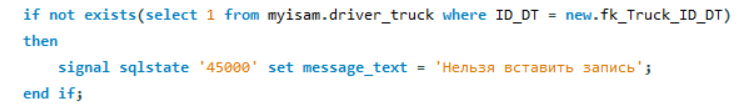 if not exists(select 1 from myisam.driver_truck where ID_DT = new.fk_Truck_ID_DT)
then
signal sqlstate '45000' set message_text = 'Нельзя вставить запись';
end if;